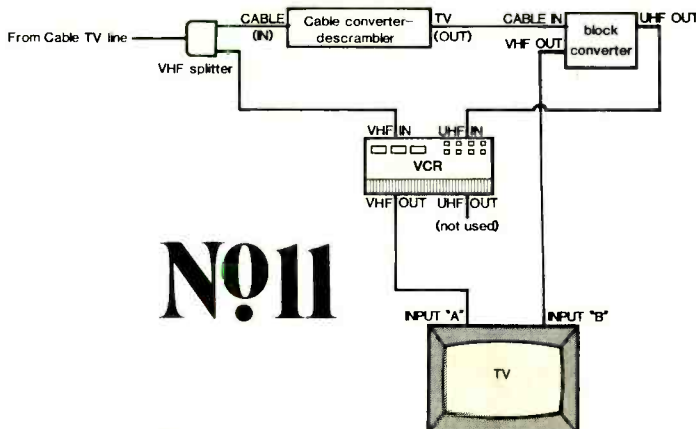 CABLE
(IN)
Cable converter-
descrambler
TV
(OUT)
CABLE IN
UHF OUT
block
converter
VHF OUT
From Cable TV line
VHF splitter
VHF IN
UHF IN
VCR
VHF OUT
UHF OUT
(not used)
Nº11
INPUT "A"
INPUT "B"
TV